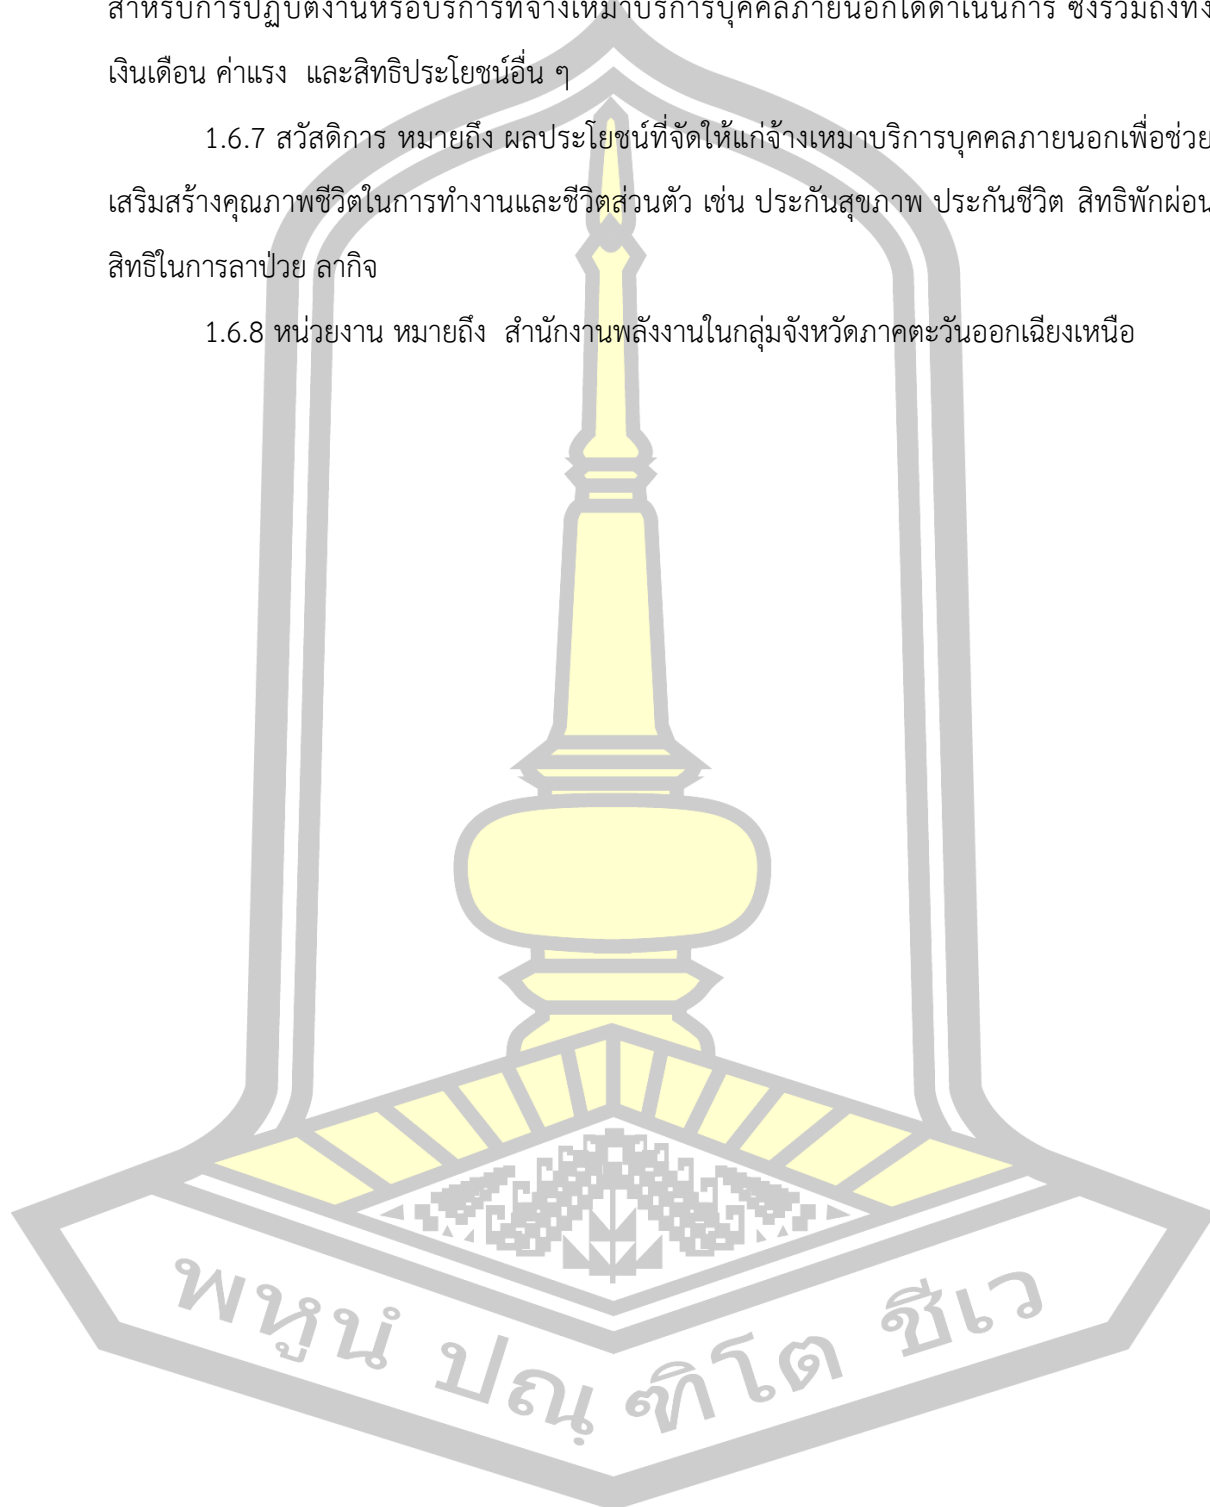 สำหรับการปฏิบัติงานหรือบริการที่จ้างเหมาบริการบุคคลภายนอกได้ดำเนินการ ซึ่งรวมถึงทั้ง
เงินเดือน ค่าแรง และสิทธิประโยชน์อื่น ๆ
1.6.7 สวัสดิการ หมายถึง ผลประโยชน์ที่จัดให้แก่จ้างเหมาบริการบุคคลภายนอกเพื่อช่วย
เสริมสร้างคุณภาพชีวิตในการทำงานและชีวิตส่วนตัว เช่น ประกันสุขภาพ ประกันชีวิต สิทธิพักผ่อน
สิทธิในการลาป่วย ลากิจ
1.6.8 หน่วยงาน หมายถึง สำนักงานพลังงานในกลุ่มจังหวัดภาคตะวันออกเฉียงเหนือ
พหูนํ ปณฺฑิโต ชีเว